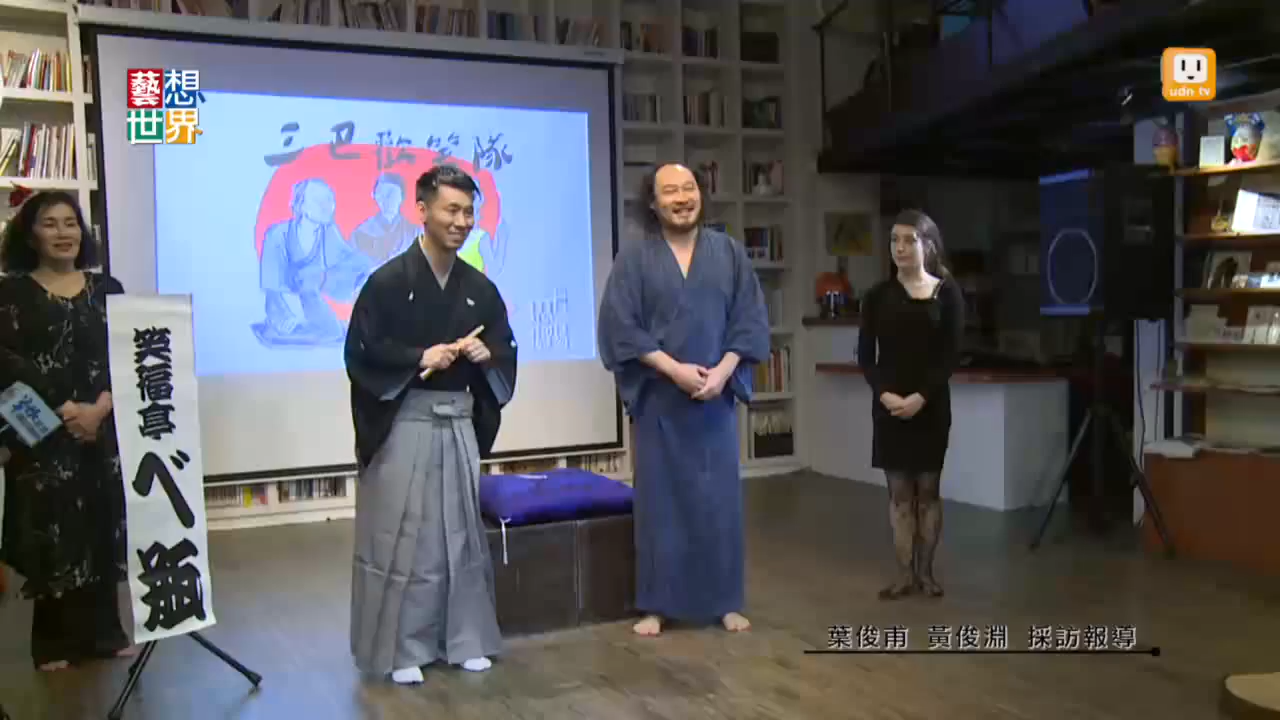 藝想
世界
udn tv
三巴歡笑隊
笑福亭べ瓶
葉俊甫 黃俊淵 採訪報導